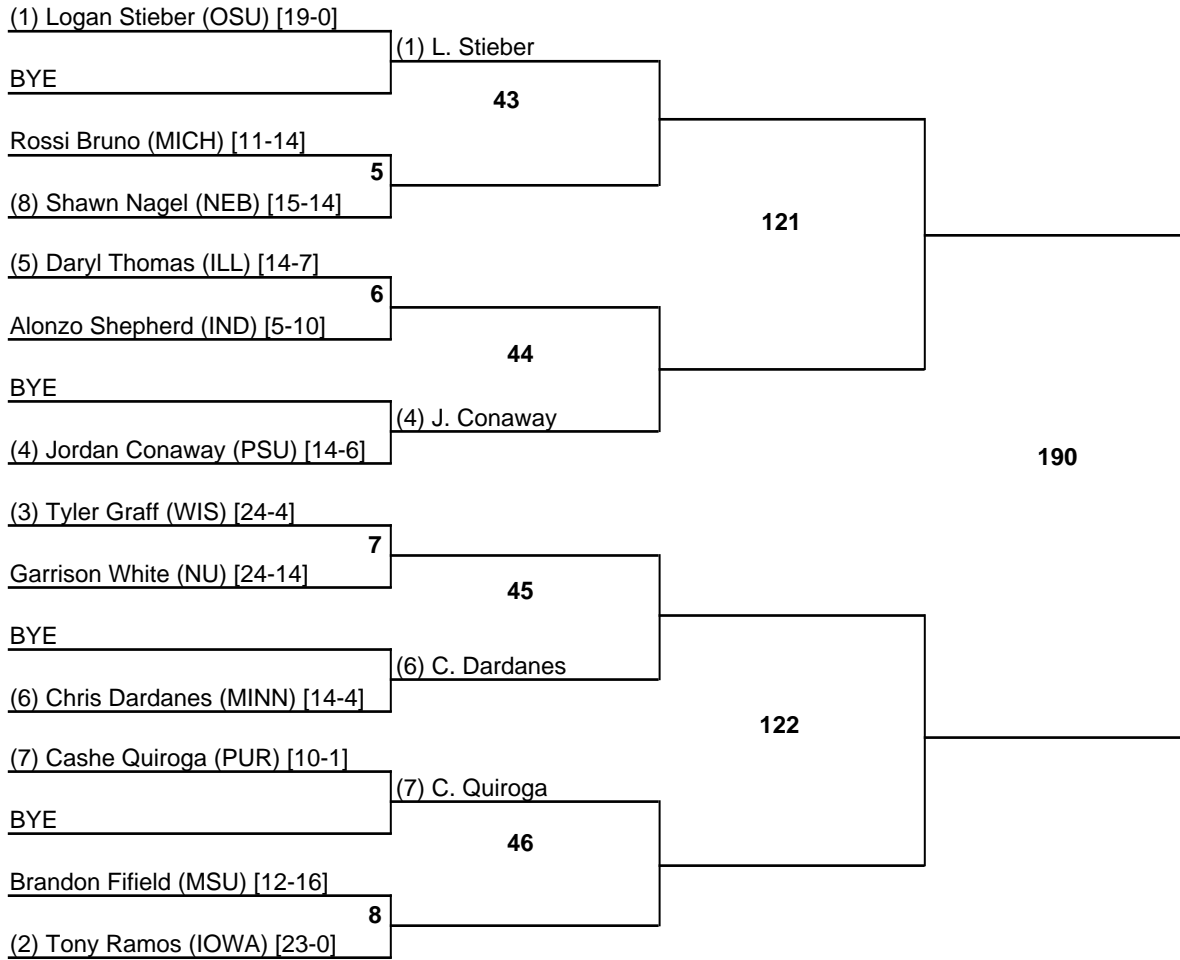 (1) Logan Stieber (OSU) [19-0]
(1) L. Stieber
BYE
43
Rossi Bruno (MICH) [11-14]
5
(8) Shawn Nagel (NEB) [15-14]
121
(5) Daryl Thomas (ILL) [14-7]
6
Alonzo Shepherd (IND) [5-10]
44
BYE
(4) J. Conaway
(4) Jordan Conaway (PSU) [14-6]
190
(3) Tyler Graff (WIS) [24-4]
7
Garrison White (NU) [24-14]
45
BYE
(6) C. Dardanes
(6) Chris Dardanes (MINN) [14-4]
122
(7) Cashe Quiroga (PUR) [10-1]
(7) C. Quiroga
BYE
46
Brandon Fifield (MSU) [12-16]
8
(2) Tony Ramos (IOWA) [23-0]